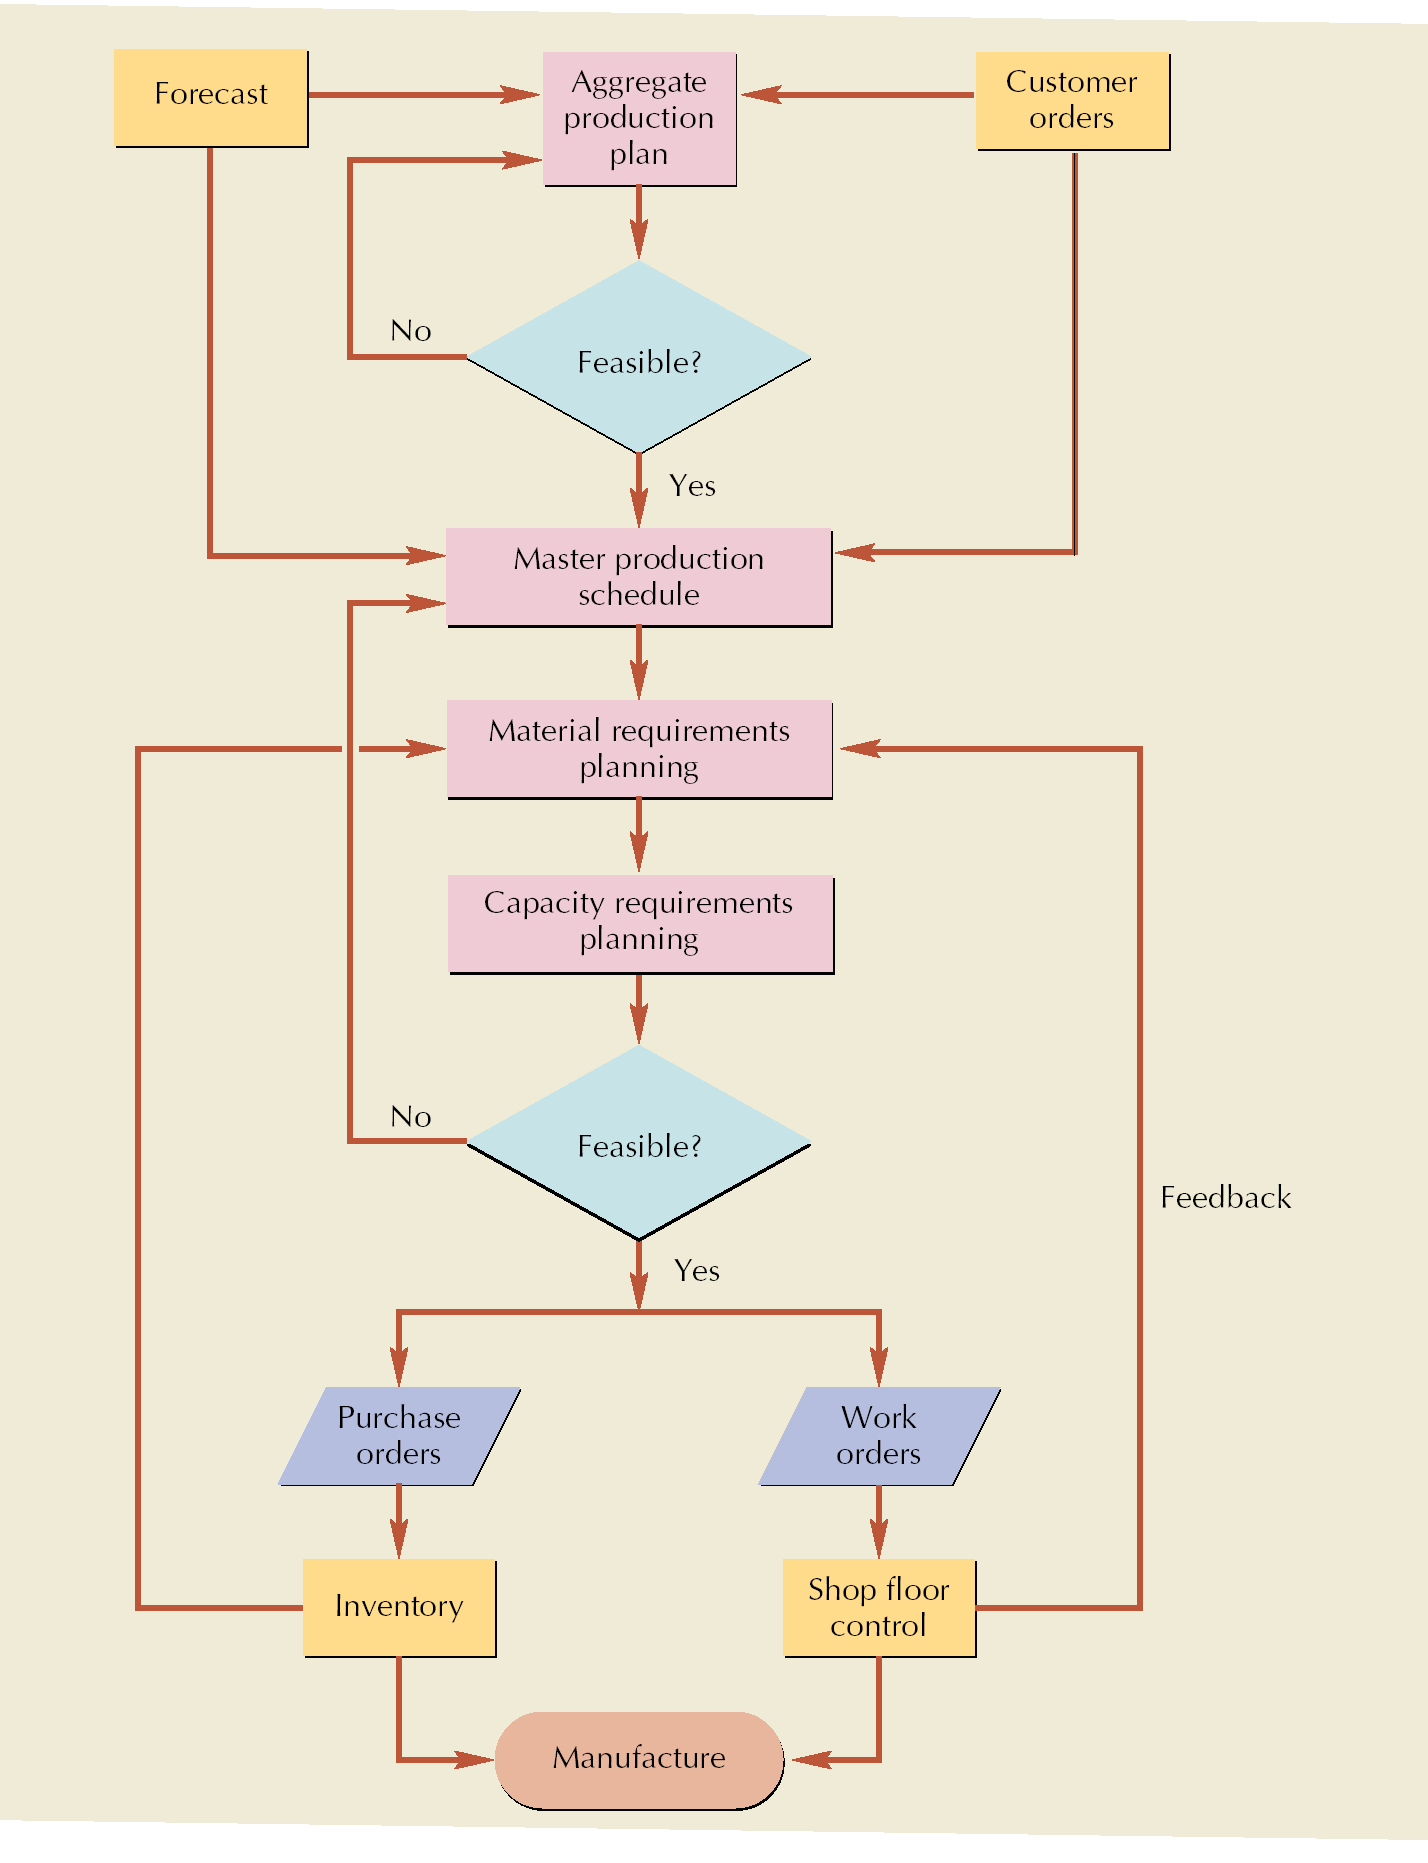 Forecast
Aggregate
production
plan
Customer
orders
No
Feasible?
Yes
Master production
schedule
Material requirements
planning
Capacity requirements
planning
No
Feasible?
Feedback
Yes
Purchase
orders
Work
orders
Inventory
Shop floor
control
Manufacture